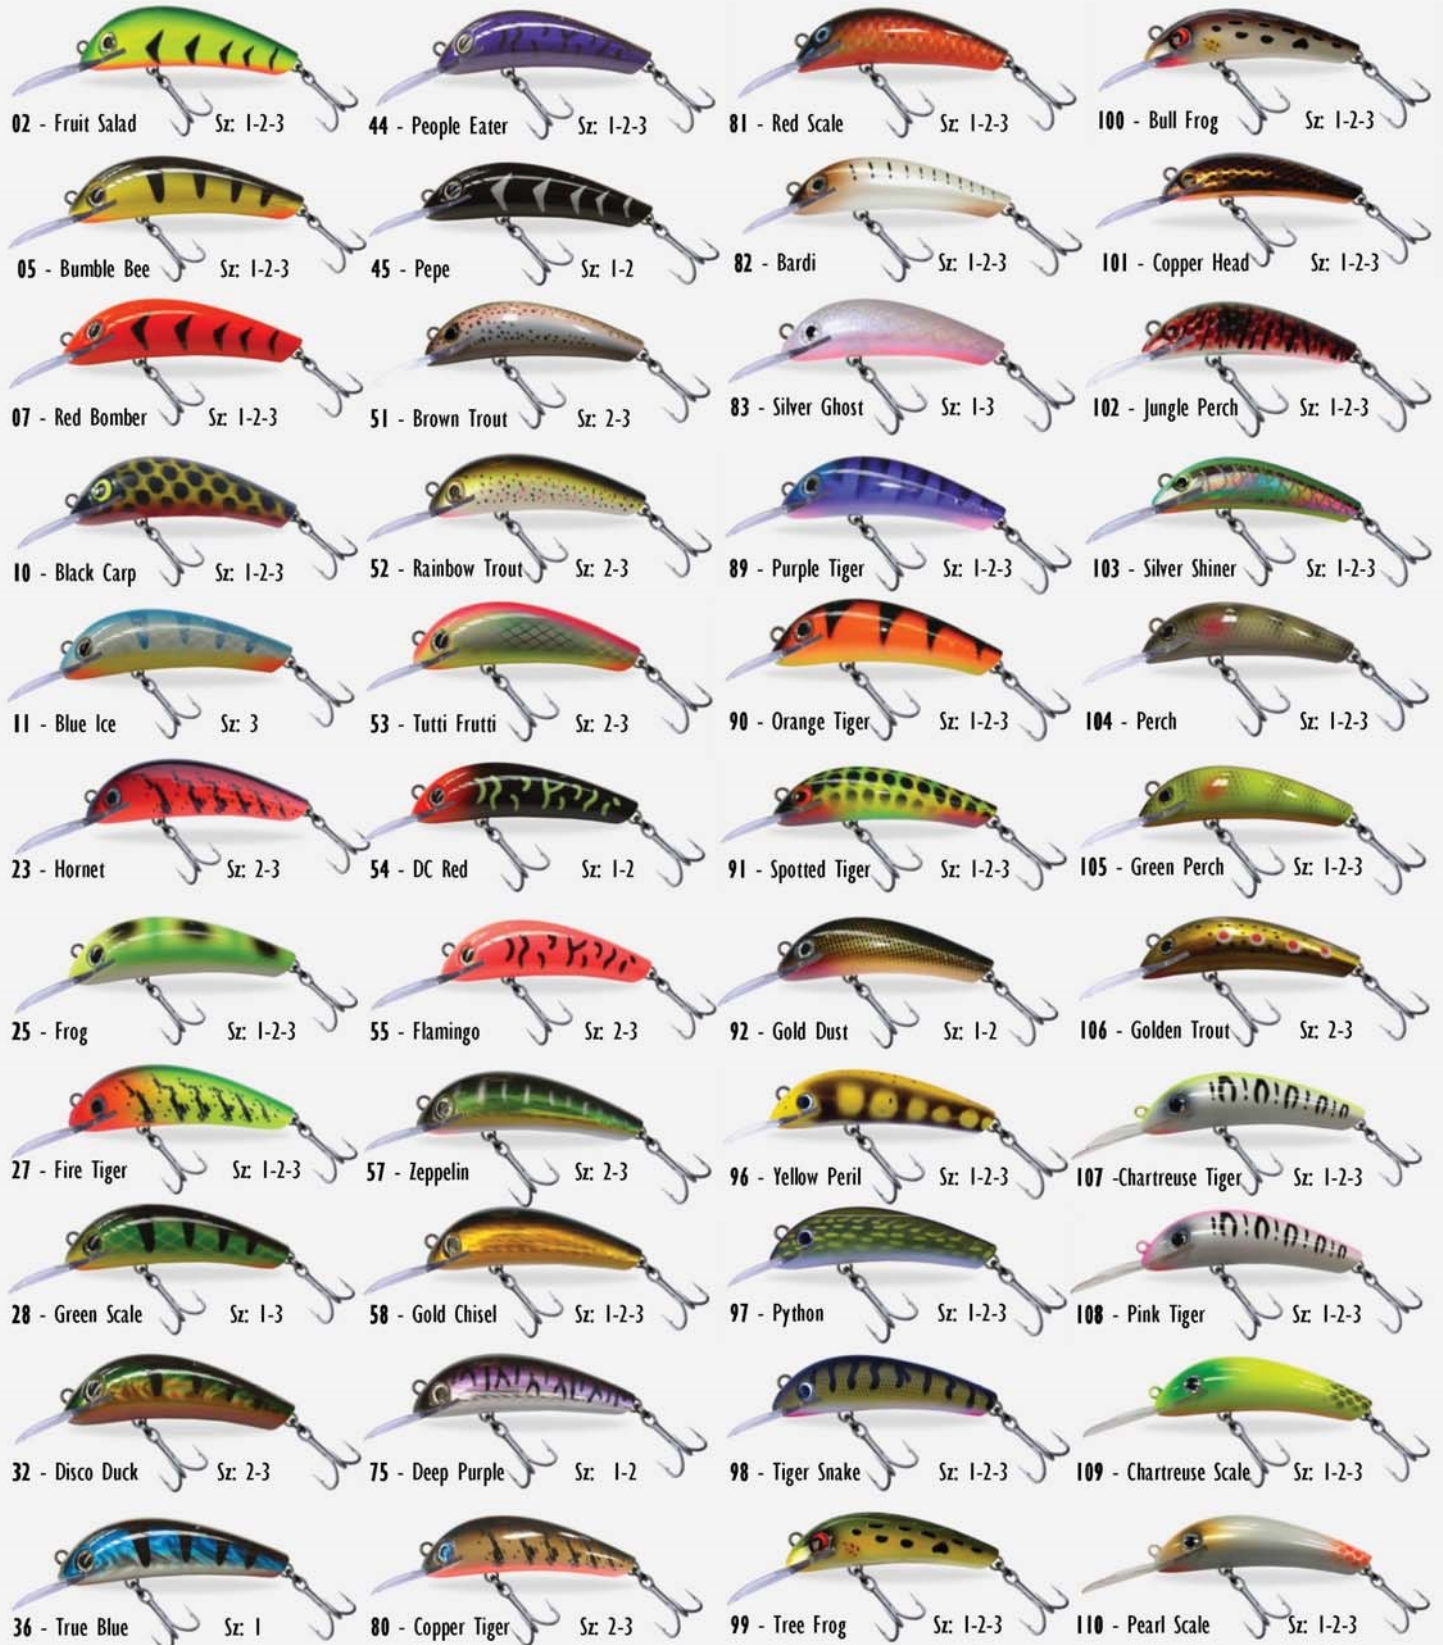 02 - Fruit Salad Sz: 1-2-3
44 - People Eater Sz: 1-2-3
81 - Red Scale Sz: 1-2-3
100 - Bull Frog Sz: 1-2-3
05 - Bumble Bee Sz: 1-2-3
45 - Pepe Sz: 1-2
82 - Bardi Sz: 1-2-3
101 - Copper Head Sz: 1-2-3
07 - Red Bomber Sz: 1-2-3
51 - Brown Trout Sz: 2-3
83 - Silver Ghost Sz: 1-3
102 - Jungle Perch Sz: 1-2-3
10 - Black Carp Sz: 1-2-3
52 - Rainbow Trout Sz: 2-3
89 - Purple Tiger Sz: 1-2-3
103 - Silver Shiner Sz: 1-2-3
11 - Blue Ice Sz: 3
53 - Tutti Frutti Sz: 2-3
90 - Orange Tiger Sz: 1-2-3
104 - Perch Sz: 1-2-3
23 - Hornet Sz: 2-3
54 - DC Red Sz: 1-2
91 - Spotted Tiger Sz: 1-2-3
105 - Green Perch Sz: 1-2-3
25 - Frog Sz: 1-2-3
55 - Flamingo Sz: 2-3
92 - Gold Dust Sz: 1-2
106 - Golden Trout Sz: 2-3
27 - Fire Tiger Sz: 1-2-3
57 - Zeppelin Sz: 2-3
96 - Yellow Peril Sz: 1-2-3
107 -Chartreuse Tiger Sz: 1-2-3
28 - Green Scale Sz: 1-3
58 - Gold Chisel Sz: 1-2-3
97 - Python Sz: 1-2-3
108 - Pink Tiger Sz: 1-2-3
32 - Disco Duck Sz: 2-3
75 - Deep Purple Sz: 1-2
98 - Tiger Snake Sz: 1-2-3
109 - Chartreuse Scale Sz: 1-2-3
36 - True Blue Sz: 1
80 - Copper Tiger Sz: 2-3
99 - Tree Frog Sz: 1-2-3
110 - Pearl Scale Sz: 1-2-3